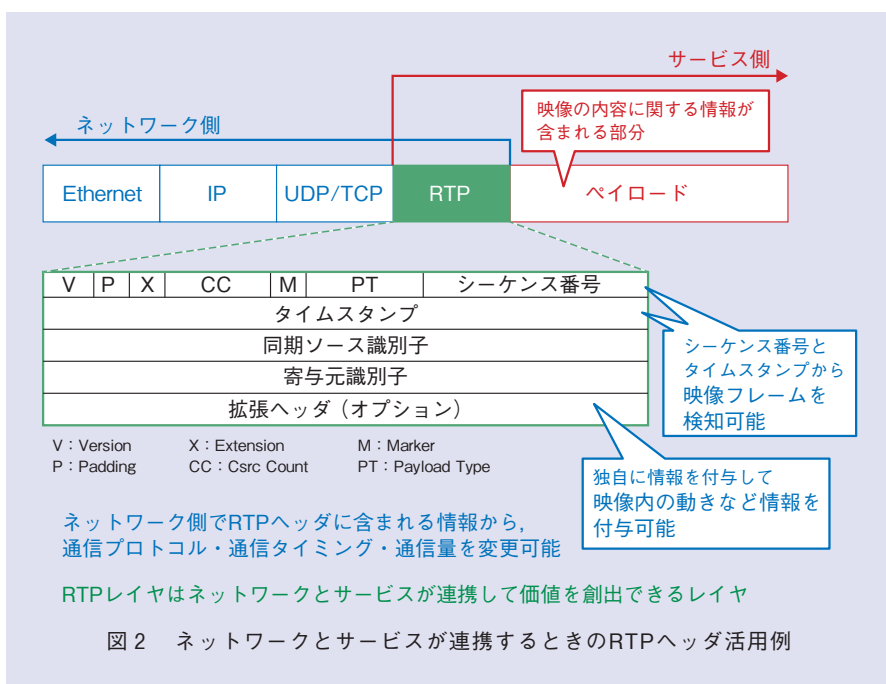 サービス側
ネットワーク側
映像の内容に関する情報が
含まれる部分
Ethernet IP UDP/TCP RTP ペイロード
V P X CC M PT シーケンス番号
タイムスタンプ
同期ソース識別子
寄与元識別子
拡張ヘッダ（オプション）
シーケンス番号と
タイムスタンプから
映像フレームを
検知可能
V：Version X：Extension M：Marker
P：Padding CC：Csrc Count PT：Payload Type
独自に情報を付与して
映像内の動きなど情報を
付与可能
ネットワーク側でRTPヘッダに含まれる情報から，
通信プロトコル・通信タイミング・通信量を変更可能
RTPレイヤはネットワークとサービスが連携して価値を創出できるレイヤ
図２　ネットワークとサービスが連携するときのRTPヘッダ活用例